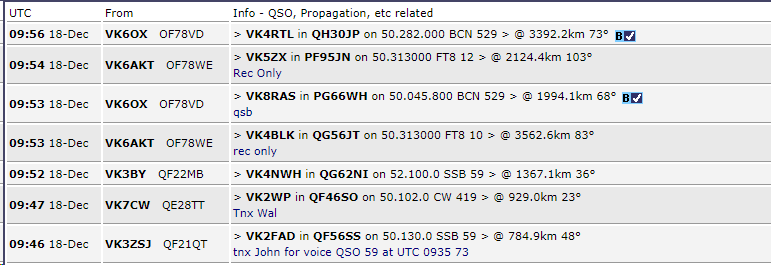 UTC From Info - QSO, Propagation, etc related
09:56 18-Dec VK6OX OF78VD > VK4RTL in QH30JP on 50.282.000 BCN 529 > @ 3392.2km 73° B
09:54 18-Dec VK6AKT OF78WE > VK5ZX in PF95JN on 50.313000 FT8 12 > @ 2124.4km 103°
Rec Only
09:53 18-Dec VK6OX OF78VD > VK8RAS in PG66WH on 50.045.800 BCN 529 > @ 1994.1km 68° B
qsb
09:53 18-Dec VK6AKT OF78WE > VK4BLK in QG56JT on 50.313000 FT8 10 > @ 3562.6km 83°
rec only
09:52 18-Dec VK3BY QF22MB > VK4NWH in QG62NI on 52.100.0 SSB 59 > @ 1367.1km 36°
09:47 18-Dec VK7CW QE28TT > VK2WP in QF46SO on 50.102.0 CW 419 > @ 929.0km 23°
Tnx Wal
09:46 18-Dec VK3ZSJ QF21QT > VK2FAD in QF56SS on 50.130.0 SSB 59 > @ 784.9km 48°
tnx John for voice QSO 59 at UTC 0935 73